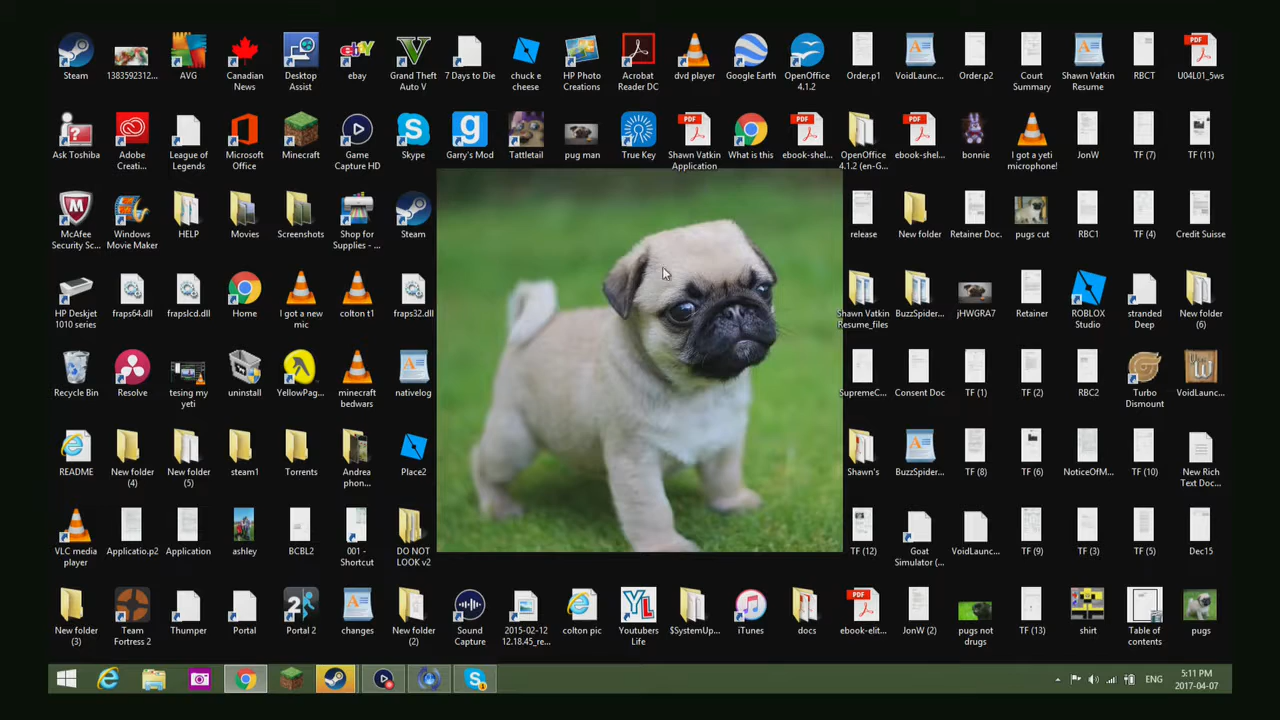 Steam
1383592312...
AVG
Canadian
News
Desktop
Assist
ebay
Grand Theft
Auto V
7 Days to Die
chuck e
cheese
HP Photo
Creations
Acrobat
Reader DC
dvd player
Google Earth
OpenOffice
4.1.2
Order.p1
VoidLaunc...
Order.p2
Court
Summary
Shawn Vatkin
Resume
RBCT
PDF
U04L01_5ws
Ask Toshiba
Adobe
Creati...
League of
Legends
Microsoft
Office
Minecraft
Game
Capture HD
Skype
Garry's Mod
Tattletail
pug man
True Key
PDF
Shawn Vatkin
Application
What is this
PDF
ebook-shel...
OpenOffice
4.1.2 (en-G...
PDF
ebook-shel...
bonnie
I got a yeti
microphone!
JonW
TF (7)
TF (11)
McAfee
Security Sc...
Windows
Movie Maker
HELP
Movies
Screenshots
Shop for
Supplies - ...
Steam
release
New folder
Retainer Doc.
pugs cut
RBC1
TF (4)
Credit Suisse
HP Deskjet
1010 series
fraps64.dll
frapslcd.dll
Home
I got a new
mic
colton t1
fraps32.dll
Shawn Vatkin
Resume_files
BuzzSpider...
jHWGRA7
Retainer
ROBLOX
Studio
stranded
Deep
New folder
(6)
Recycle Bin
Resolve
tesing my
yeti
uninstall
YellowPag...
minecraft
bedwars
nativelog
SupremeC...
Consent Doc
TF (1)
TF (2)
RBC2
Turbo
Dismount
VoidLaunc...
README
New folder
(4)
New folder
(5)
steam1
Torrents
Andrea
phon...
Place2
Shawn's
BuzzSpider...
TF (8)
TF (6)
NoticeOfM...
TF (10)
New Rich
Text Doc...
VLC media
player
Applicatio.p2
Application
ashley
BCBL2
001 -
Shortcut
DO NOT
LOOK v2
TF (12)
Goat
Simulator (...
VoidLaunc...
TF (9)
TF (3)
TF (5)
Dec15
New folder
(3)
Team
Fortress 2
Thumper
Portal
Portal 2
changes
New folder
(2)
Sound
Capture
2015-02-12
12.18.45_re...
colton pic
YL
Youtubers
Life
$SystemUp...
iTunes
docs
PDF
ebook-elit...
JonW (2)
pugs not
drugs
TF (13)
shirt
Table of
contents
pugs
ENG
5:11 PM
2017-04-07